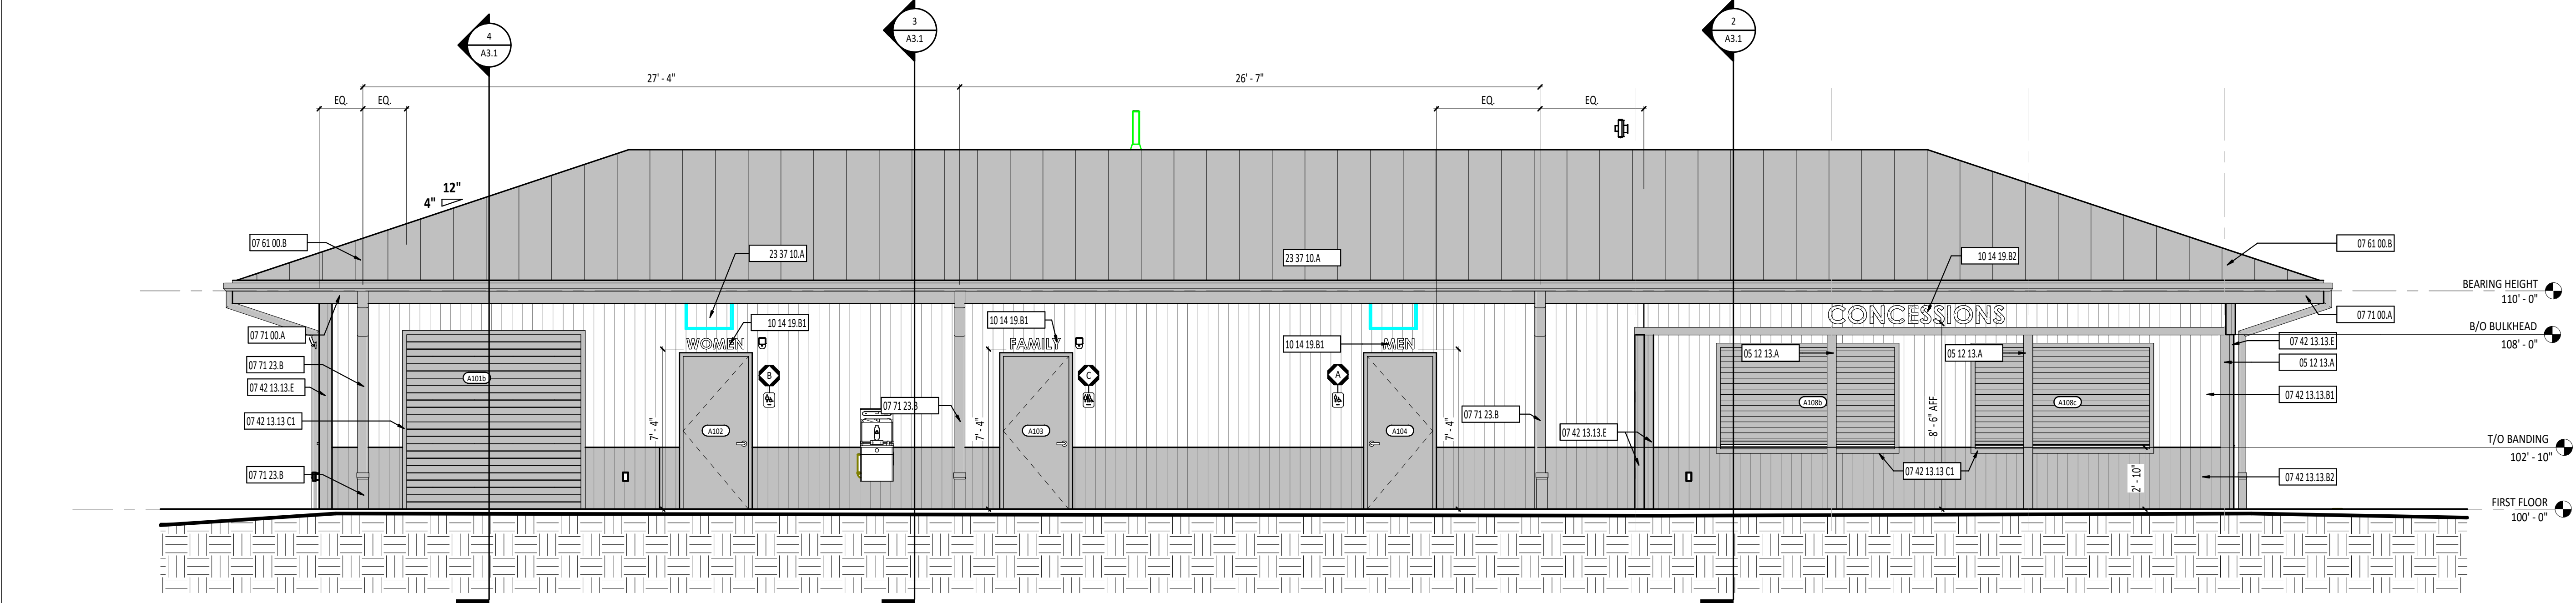 4
A3.1
3
A3.1
2
A3.1
27' - 4"
26' - 7"
EQ.
EQ.
EQ.
EQ.
12"
4"
07 61 00.B
23 37 10.A
23 37 10.A
10 14 19.B2
07 61 00.B
BEARING HEIGHT
110' - 0"
07 71 00.A
07 71 00.A
10 14 19.B1
10 14 19.B1
10 14 19.B1
CONCESSIONS
B/O BULKHEAD
108' - 0"
WOMEN
FAMILY
MEN
07 42 13.13.E
05 12 13.A
05 12 13.A
05 12 13.A
07 71 23.B
07 42 13.13.E
07 42 13.13 C1
07 71 23.B
A101b
B
C
A
07 42 13.13.B1
A108b
A108c
8' - 6" AFF
07 71 23.B
07 71 23.B
7' - 4"
A102
7' - 4"
A103
A104
7' - 4"
07 42 13.13.E
T/O BANDING
102' - 10"
07 42 13.13 C1
2' - 10"
07 42 13.13.B2
FIRST FLOOR
100' - 0"